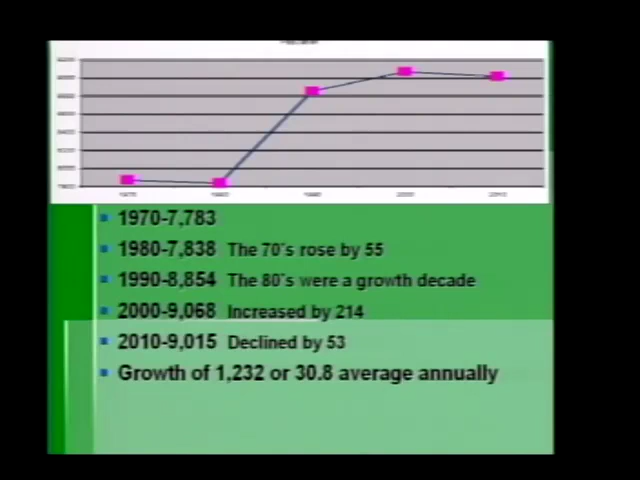 1970-7,783
1980-7,838 The 70's rose by 55
1990-8,854 The 80's were a growth decade
2000-9,068 Increased by 214
2010-9,015 Declined by 53
Growth of 1,232 or 30.8 average annually